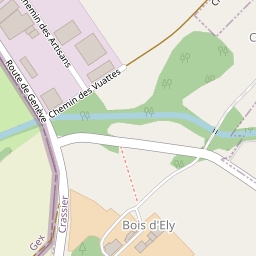 Chemin des Artisans
Route de Genève
Chemin des Vuattes
C
C
Crassier
Gex
Bois d'Ely